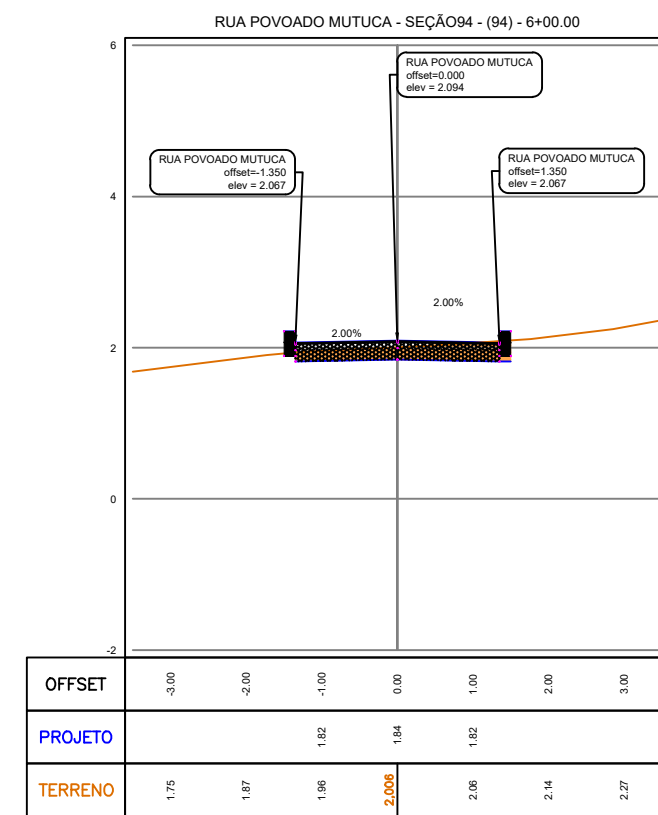 RUA POVOADO MUTUCA - SEÇÃO94 - (94) - 6+00.00
6
RUA POVOADO MUTUCA
offset=0.000
elev = 2.094
RUA POVOADO MUTUCA
offset=-1.350
elev = 2.067
RUA POVOADO MUTUCA
offset=1.350
elev = 2.067
4
2.00%
2.00%
2
0
-2
OFFSET -3.00 -2.00 -1.00 0.00 1.00 2.00 3.00
PROJETO 1.82 1.84 1.82
TERRENO 1.75 1.87 1.96 2,006 2.06 2.14 2.27